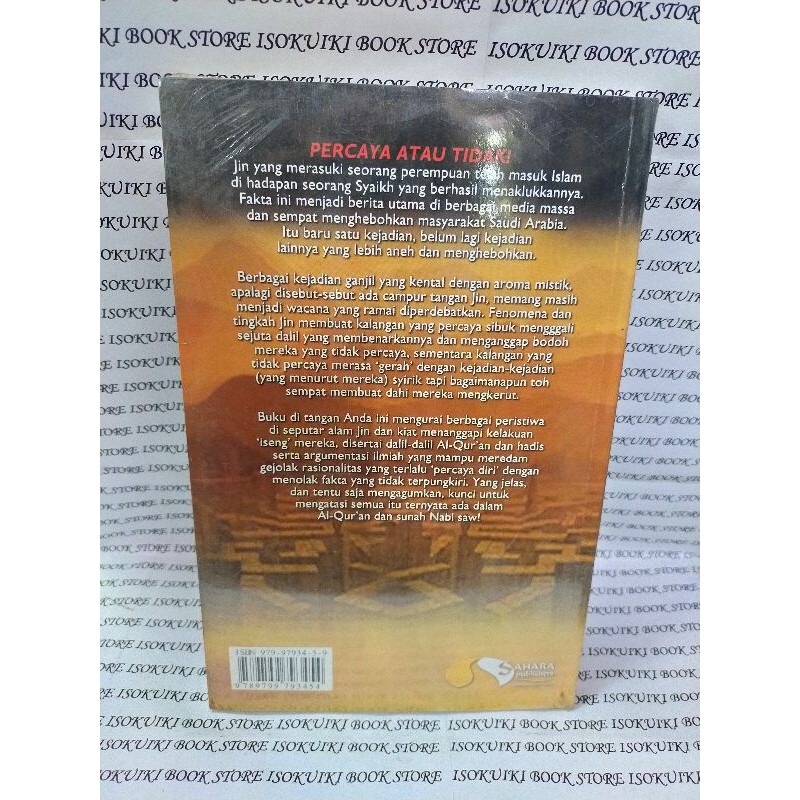 ISOKUIKI BOOK STORE ISOKUIKI BOOK STORE
PERCAYA ATAU TIDAK!
Jin yang merasuki seorang perempuan telah masuk Islam
di hadapan seorang Syaikh yang berhasil menaklukkannya.
Fakta ini menjadi berita utama di berbagai media massa
dan sempat menghebohkan masyarakat Saudi Arabia.
Itu baru satu kejadian, belum lagi kejadian
lainnya yang lebih aneh dan menghebohkan.
Berbagai kejadian ganjil yang kental dengan aroma mistik,
apalagi disebut-sebut ada campur tangan Jin, memang masih
menjadi wacana yang ramai diperdebatkan. Fenomena dan
tingkah Jin membuat kalangan yang percaya sibuk mengggali
sejuta dalil yang membenarkannya dan menganggap bodoh
mereka yang tidak percaya, sementara kalangan yang
tidak percaya merasa 'gerah' dengan kejadian-kejadian
(yang menurut mereka) syirik tapi bagaimanapun toh
sempat membuat dahi mereka mengkerut.
Buku di tangan Anda ini mengurai berbagai peristiwa
di seputar alam Jin dan kiat menanggapi kelakuan
'iseng' mereka, disertai dalil-dalil Al-Qur'an dan hadis
serta argumentasi ilmiah yang mampu meredam
gejolak rasionalitas yang terlalu 'percaya diri' dengan
menolak fakta yang tidak terpungkiri. Yang jelas,
dan tentu saja mengagumkan, kunci untuk
mengatasi semua itu ternyata ada dalam
Al-Qur'an dan sunah Nabi saw!
ISBN 979-97934-5-9
9789799793454
SAHARA
publishers
ISOKUIKI BOOK STORE ISOKUIKI BOOK STORE